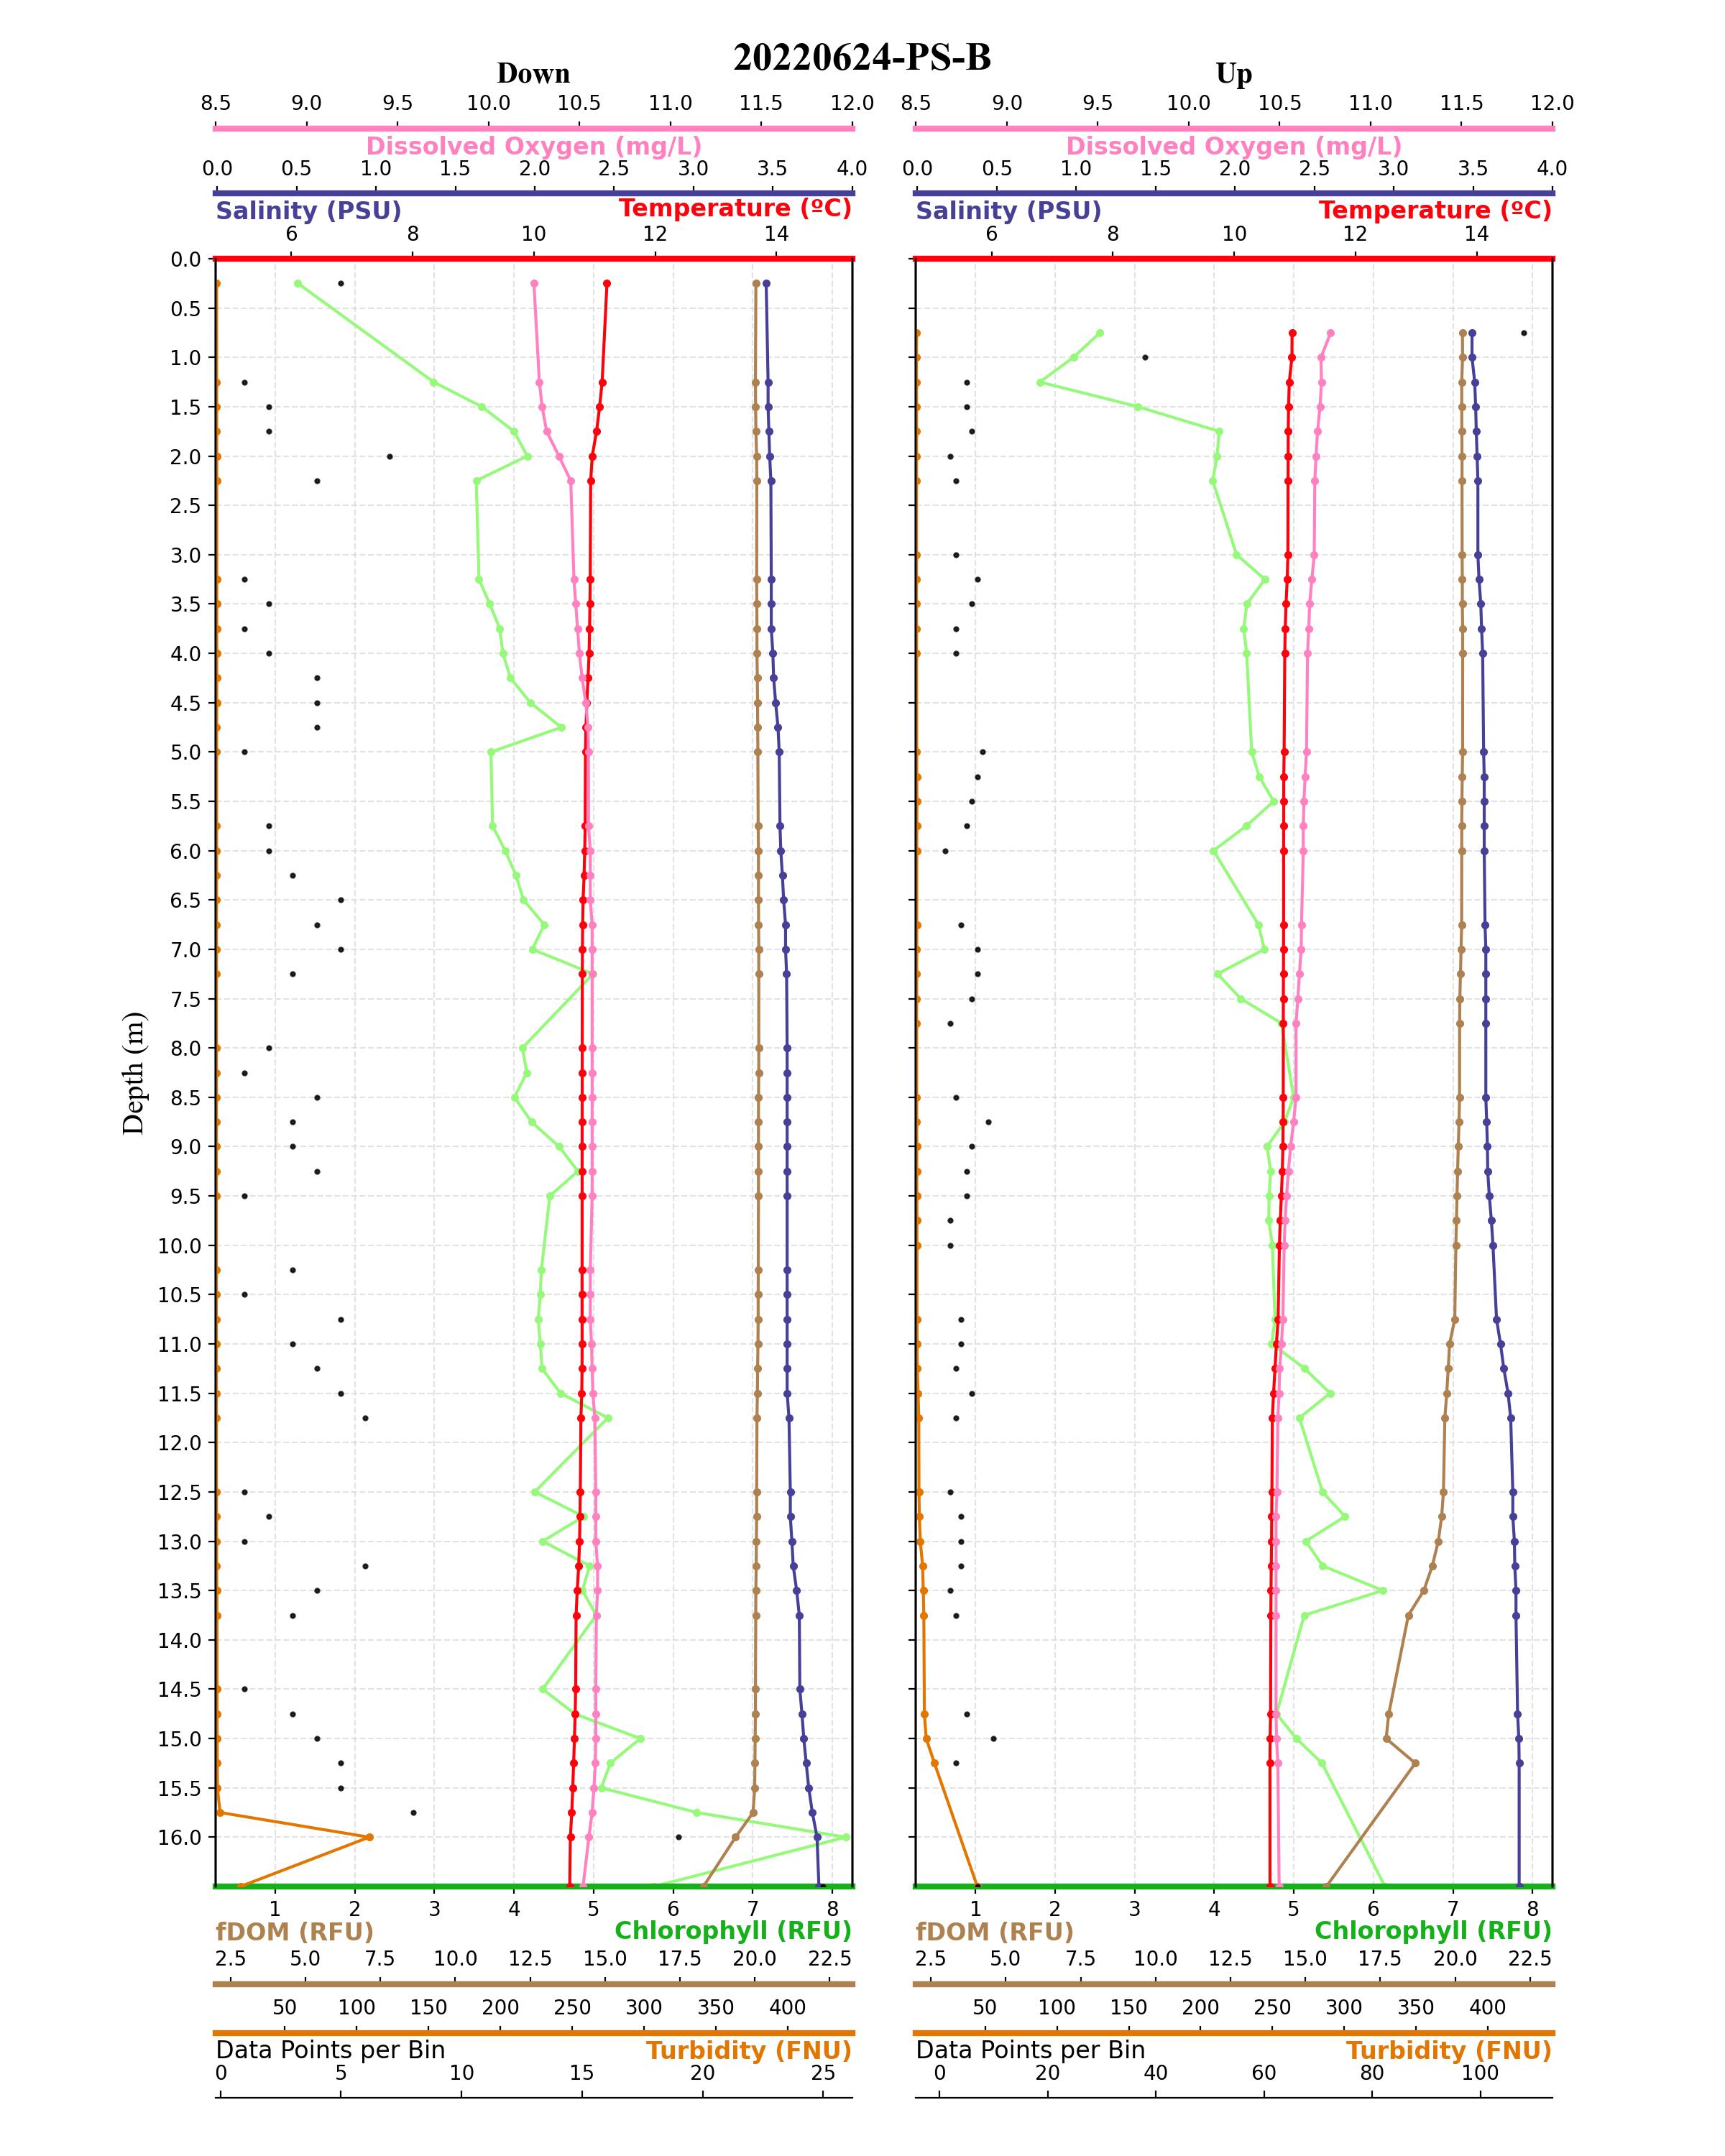 20220624-PS-B
Down Up
8.5 9.0 9.5 10.0 10.5 11.0 11.5 12.0 8.5 9.0 9.5 10.0 10.5 11.0 11.5 12.0
Dissolved Oxygen (mg/L) Dissolved Oxygen (mg/L)
0.0 0.5 1.0 1.5 2.0 2.5 3.0 3.5 4.0 0.0 0.5 1.0 1.5 2.0 2.5 3.0 3.5 4.0
Salinity (PSU) Temperature (ºC) Salinity (PSU) Temperature (ºC)
6 8 10 12 14 6 8 10 12 14
0.0
0.5
1.0
1.5
2.0
2.5
3.0
3.5
4.0
4.5
5.0
5.5
6.0
6.5
7.0
7.5
8.0
Depth (m)
8.5
9.0
9.5
10.0
10.5
11.0
11.5
12.0
12.5
13.0
13.5
14.0
14.5
15.0
15.5
16.0
1 2 3 4 5 6 7 8 1 2 3 4 5 6 7 8
fDOM (RFU) Chlorophyll (RFU) fDOM (RFU) Chlorophyll (RFU)
2.5 5.0 7.5 10.0 12.5 15.0 17.5 20.0 22.5 2.5 5.0 7.5 10.0 12.5 15.0 17.5 20.0 22.5
50 100 150 200 250 300 350 400 50 100 150 200 250 300 350 400
Data Points per Bin Turbidity (FNU) Data Points per Bin Turbidity (FNU)
0 5 10 15 20 25 0 20 40 60 80 100